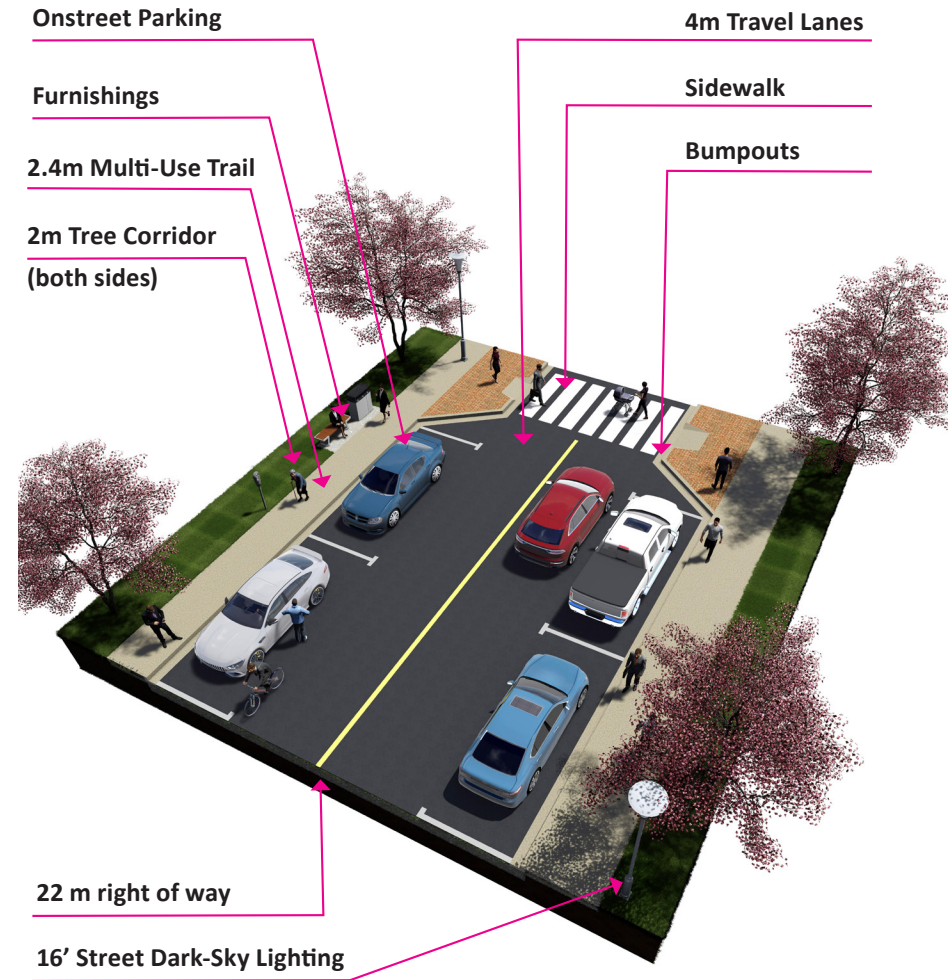 Onstreet Parking
Furnishings
2.4m Multi-Use Trail
2m Tree Corridor
(both sides)
4m Travel Lanes
Sidewalk
Bumpouts
22 m right of way
16’ Street Dark-Sky Lighting